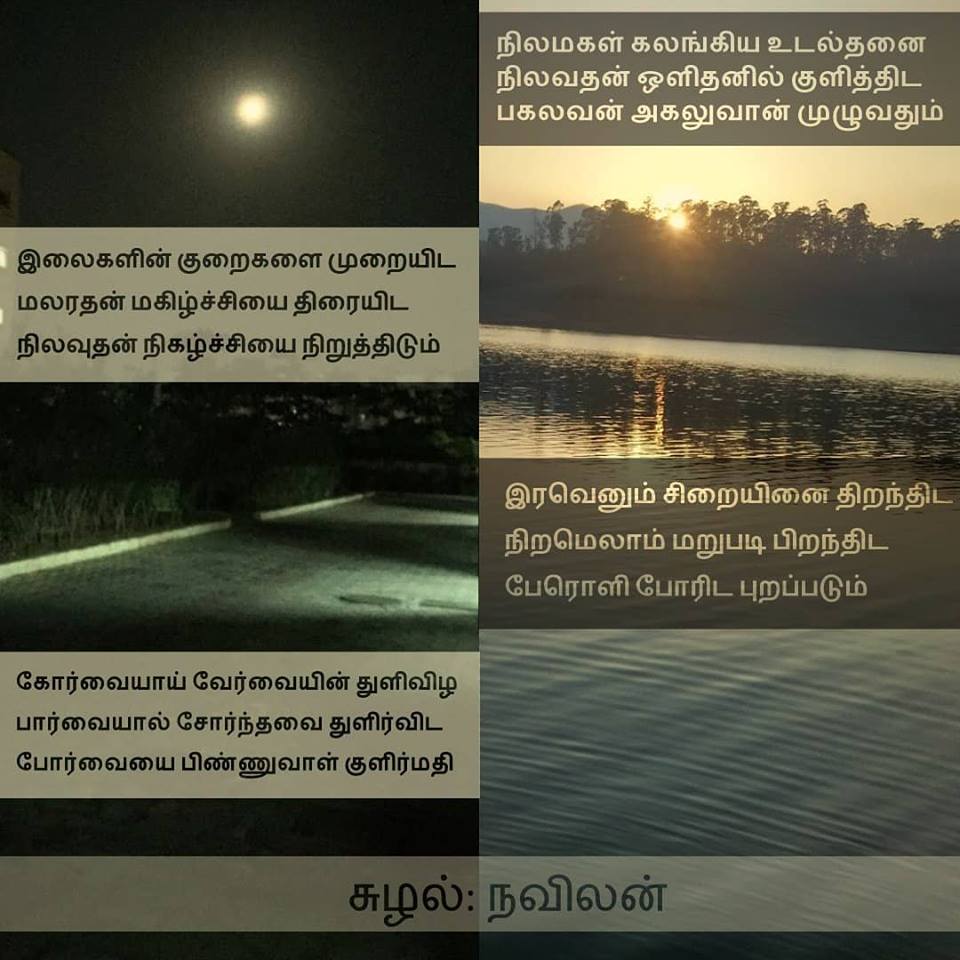 நிலமகள் கலங்கிய உடல்தனை
நிலவதன் ஒளிதனில் குளித்திட
பகலவன் அகலுவான் முழுவதும்
இலைகளின் குறைகளை முறையிட
மலரதன் மகிழ்ச்சியை திரையிட
நிலவுதன் நிகழ்ச்சியை நிறுத்திடும்
இரவெனும் சிறையினை திறந்திட
நிறமெலாம் மறுபடி பிறந்திட
பேரொளி போரிட புறப்படும்
கோர்வையாய் வேர்வையின் துளிவிழ
பார்வையால் சோர்ந்தவை துளிர்விட
போர்வையை பிண்ணுவாள் குளிர்மதி
சுழல்: நவிலன்